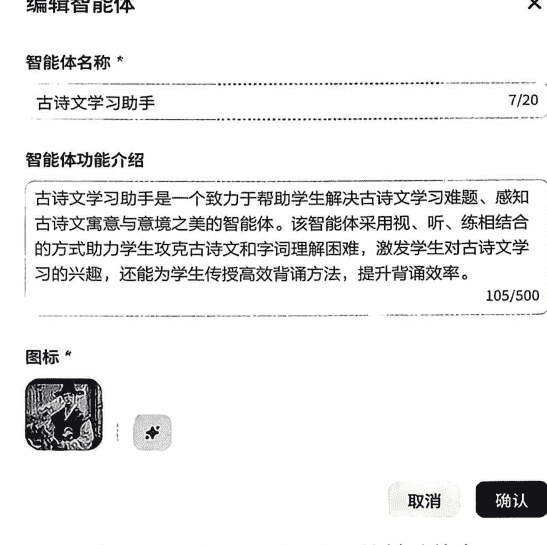 编辑智能体
智能体名称 *
古诗文学习助手 7/20
智能体功能介绍
古诗文学习助手是一个致力于帮助学生解决古诗文学习难题、感知
古诗文寓意与意境之美的智能体。该智能体采用视、听、练相结合
的方式助力学生攻克古诗文和字词理解困难，激发学生对古诗文学
习的兴趣，还能为学生传授高效背诵方法，提升背诵效率。
105/500
图标 *
取消 确认